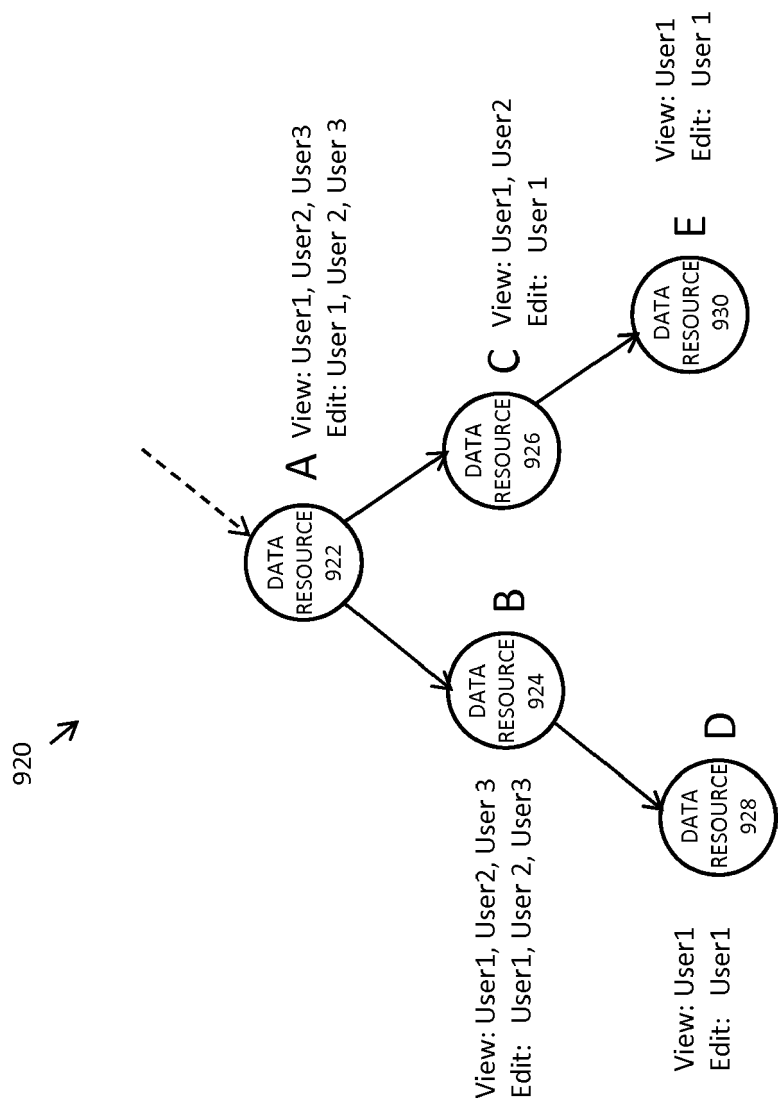 920
DATA
RESOURCE
922
A
View: User1, User2, User3
Edit: User 1, User 2, User 3
View: User1, User2, User 3
Edit: User1, User 2, User3
DATA
RESOURCE
924
B
DATA
RESOURCE
926
C
View: User1, User2
Edit: User 1
View: User1
Edit: User1
DATA
RESOURCE
928
D
DATA
RESOURCE
930
E
View: User1
Edit: User 1